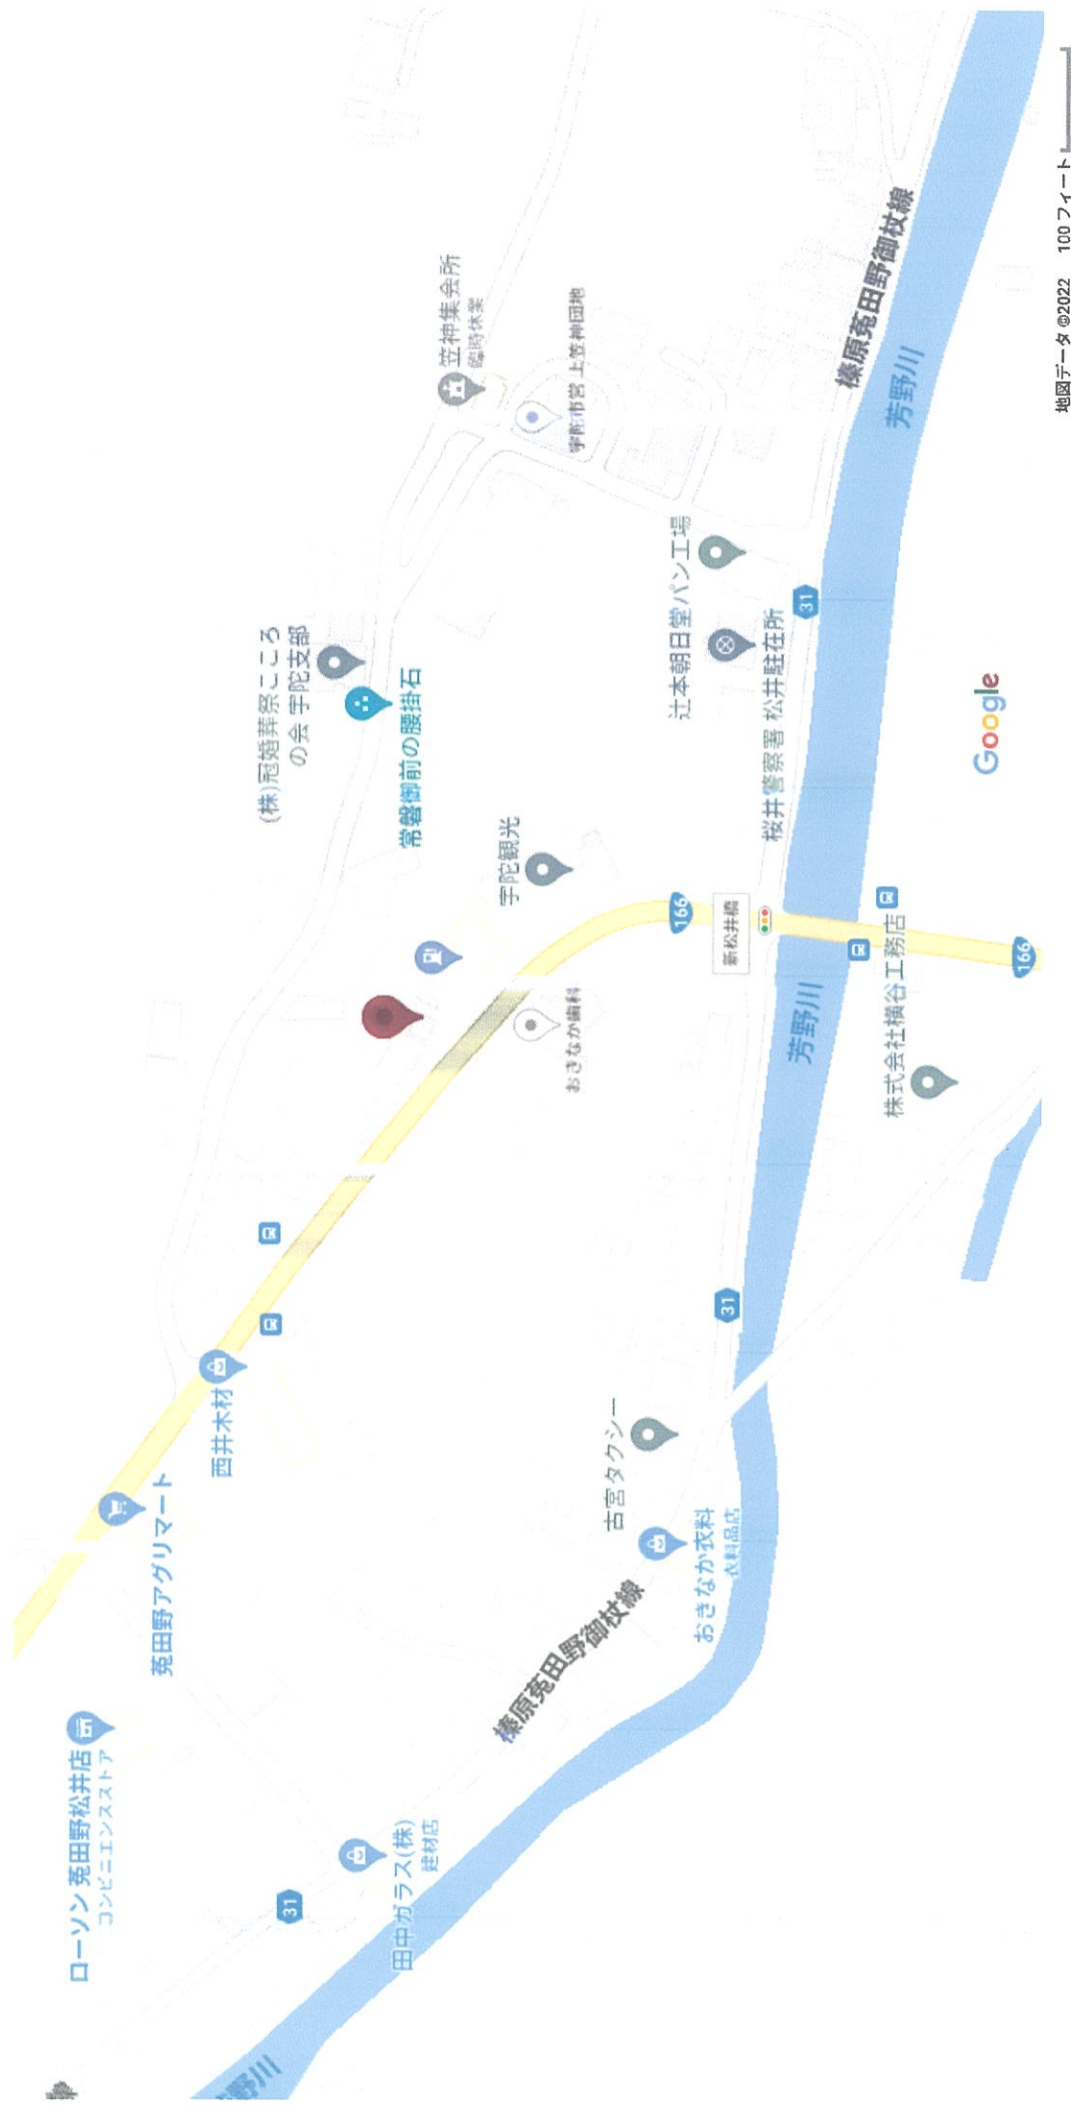 ローソン 菟田野松井店
コンビニエンスストア
31
田中ガラス(株)
建材店
野川
菟田野アグリマート
西井木材
榛原菟田野御杖線
古宮タクシー
おきなか衣料
衣料品店
31
(株)冠婚葬祭こころ
の会 宇陀支部
常磐御前の腰掛石
宇陀観光
おきなか歯科
166
新松井橋
芳野川
株式会社横谷工務店
166
笠神集会所
臨時休業
宇陀市営 上笠神団地
辻本朝日堂パン工場
桜井警察署 松井駐在所
31
榛原菟田野御杖線
芳野川
Google
地図データ ©2022 100 フィート